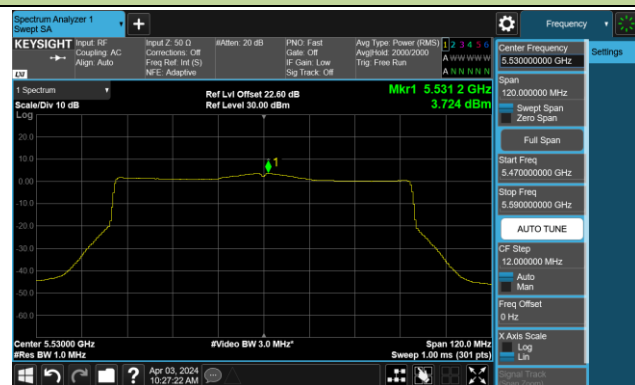 Spectrum Analyzer 1
Swept SA
+
Frequency
KEYSIGHT
Input: RF
Coupling: AC
Align: Auto
Input Z: 50 Ω
Corrections: Off
Freq Ref: Int (S)
NFE: Adaptive
#Atten: 20 dB
PNO: Fast
Gate: Off
IF Gain: Low
Sig Track: Off
Avg Type: Power (RMS)
Avg|Hold: 2000/2000
Trig: Free Run
1 2 3 4 5 6
A W W W W W
A N N N N N
LXI
1 Spectrum
Scale/Div 10 dB
Log
Ref Lvl Offset 22.60 dB
Ref Level 30.00 dBm
Mkr1 5.531 2 GHz
3.724 dBm
20.0
10.0
0.00
-10.0
-20.0
-30.0
-40.0
-50.0
-60.0
1
Center 5.53000 GHz
#Res BW 1.0 MHz
#Video BW 3.0 MHz*
Span 120.0 MHz
Sweep 1.00 ms (301 pts)
Center Frequency
5.530000000 GHz
Span
120.000000 MHz
Swept Span
Zero Span
Full Span
Start Freq
5.470000000 GHz
Stop Freq
5.590000000 GHz
AUTO TUNE
CF Step
12.000000 MHz
Auto
Man
Freq Offset
0 Hz
X Axis Scale
Log
Lin
Signal Track
Settings
?
Apr 03, 2024
10:27:22 AM